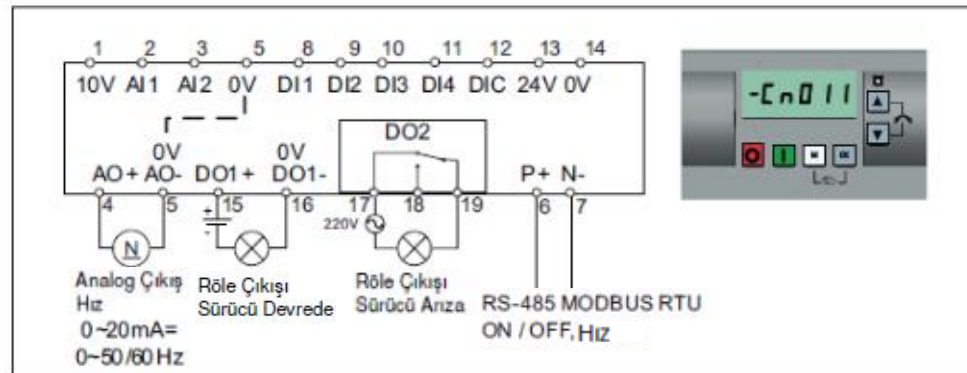 1 2 3 5 8 9 10 11 12 13 14
10V AI1 AI2 0V DI1 DI2 DI3 DI4 DIC 24V 0V
-Cn011
DO2
0V 0V
AO+ AO- DO1+ DO1- P+ N-
4 5 15 16 17 18 19 6 7
220V
+
-
N
Analog Çıkış
Hız
0~20mA=
0~50/60 Hz
Röle Çıkışı
Sürücü Devrede
Röle Çıkışı
Sürücü Arıza
RS-485 MODBUS RTU
ON / OFF, Hız
OK